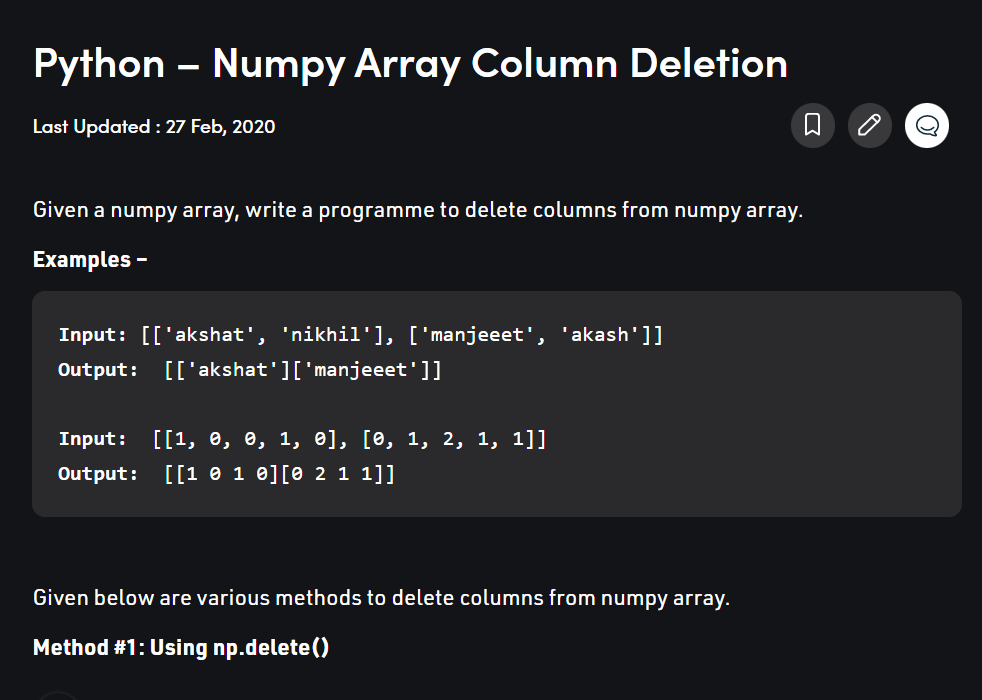 Python – Numpy Array Column Deletion
Last Updated : 27 Feb, 2020
Given a numpy array, write a programme to delete columns from numpy array.
Examples –
Input: [['akshat', 'nikhil'], ['manjeeet', 'akash']]
Output:  [['akshat']['manjeeet']]
Input:  [[1, 0, 0, 1, 0], [0, 1, 2, 1, 1]]
Output:  [[1 0 1 0][0 2 1 1]]
Given below are various methods to delete columns from numpy array.
Method #1: Using np.delete()